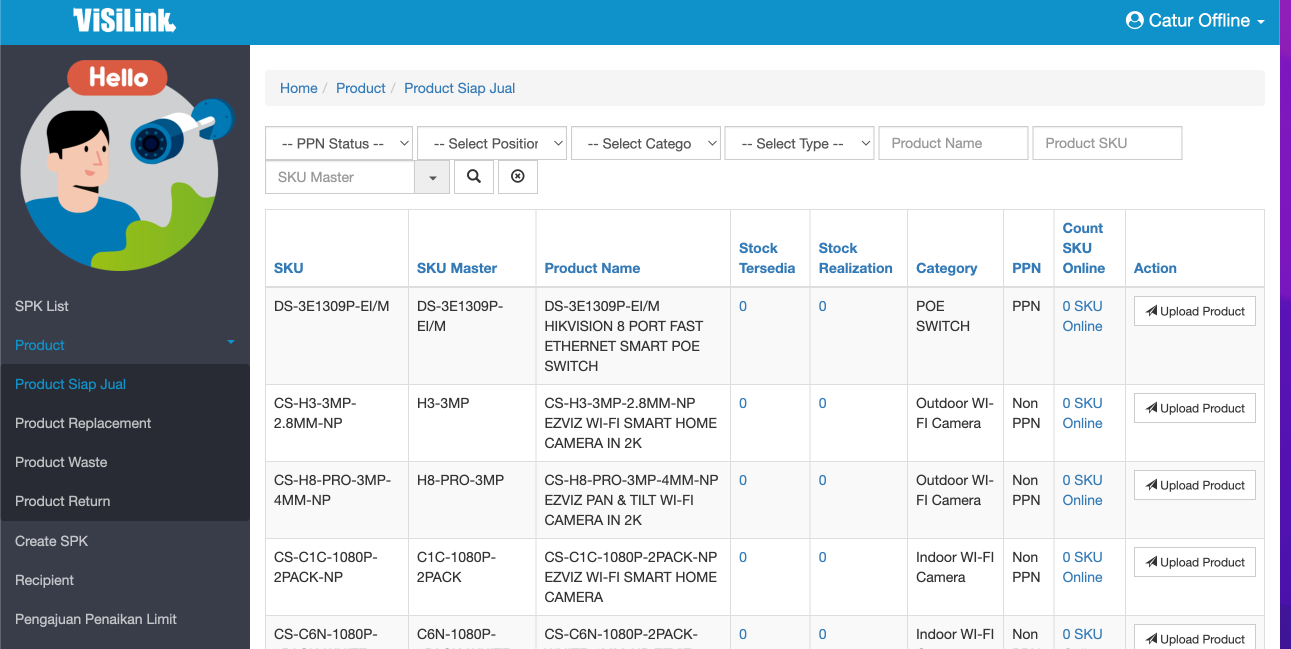 ViSiLink
Catur Offline
Hello
SPK List
Product
Product Siap Jual
Product Replacement
Product Waste
Product Return
Create SPK
Recipient
Pengajuan Penaikan Limit
Home / Product / Product Siap Jual
-- PPN Status -- -- Select Position -- Select Catego -- Select Type -- Product Name Product SKU
SKU Master
SKU SKU Master Product Name Stock Tersedia Stock Realization Category PPN Count SKU Online Action
DS-3E1309P-EI/M DS-3E1309P- DS-3E1309P-EI/M 0 0 POE PPN 0 SKU Upload Product
EI/M HIKVISION 8 PORT FAST SWITCH Online
ETHERNET SMART POE
SWITCH
CS-H3-3MP- H3-3MP CS-H3-3MP-2.8MM-NP 0 0 Outdoor WI- Non 0 SKU Upload Product
2.8MM-NP EZVIZ WI-FI SMART HOME FI Camera PPN Online
CAMERA IN 2K
CS-H8-PRO-3MP- H8-PRO-3MP CS-H8-PRO-3MP-4MM-NP 0 0 Outdoor WI- Non 0 SKU Upload Product
4MM-NP EZVIZ PAN & TILT WI-FI FI Camera PPN Online
CAMERA IN 2K
CS-C1C-1080P- C1C-1080P- CS-C1C-1080P-2PACK-NP 0 0 Indoor WI-FI Non 0 SKU Upload Product
2PACK-NP 2PACK EZVIZ WI-FI SMART HOME Camera PPN Online
CAMERA
CS-C6N-1080P- C6N-1080P- CS-C6N-1080P-2PACK- 0 0 Indoor WI-FI Non 0 SKU Upload Product